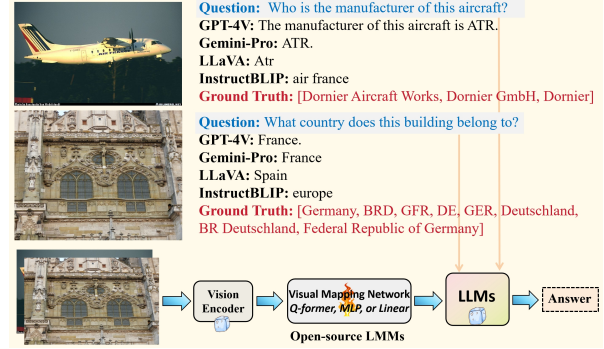 Question: Who is the manufacturer of this aircraft?
GPT-4V: The manufacturer of this aircraft is ATR.
Gemini-Pro: ATR.
LLaVA: Atr
InstructBLIP: air france
Ground Truth: [Dornier Aircraft Works, Dornier GmbH, Dornier]
Question: What country does this building belong to?
GPT-4V: France.
Gemini-Pro: France
LLaVA: Spain
InstructBLIP: europe
Ground Truth: [Germany, BRD, GFR, DE, GER, Deutschland,
BR Deutschland, Federal Republic of Germany]
Vision
Encoder
Visual Mapping Network
Q-former, MLP, or Linear
LLMs
Answer
Open-source LMMs